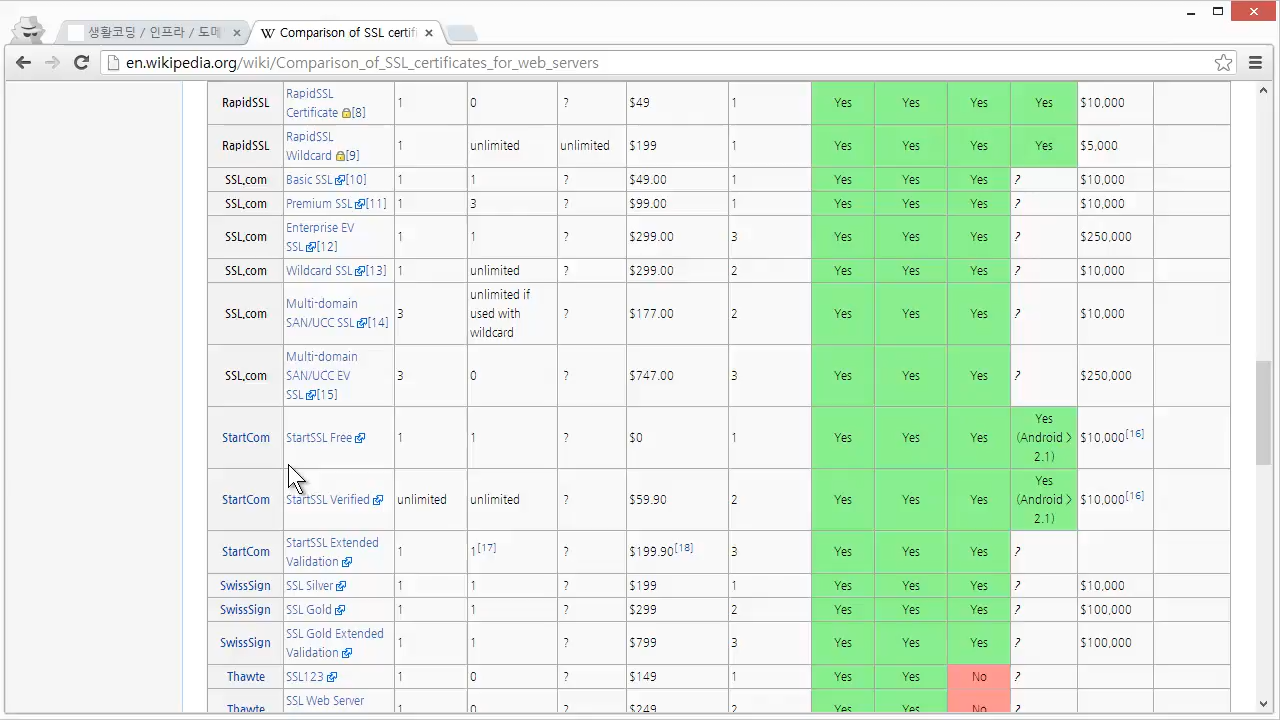 생활코딩 / 인프라 / 도메
Comparison of SSL certif
en.wikipedia.org/wiki/Comparison_of_SSL_certificates_for_web_servers
RapidSSL RapidSSL Certificate [8] 1 0 ? $49 1 Yes Yes Yes Yes $10,000
RapidSSL RapidSSL Wildcard [9] 1 unlimited unlimited $199 1 Yes Yes Yes Yes $5,000
SSL.com Basic SSL [10] 1 1 ? $49.00 1 Yes Yes Yes ? $10,000
SSL.com Premium SSL [11] 1 3 ? $99.00 1 Yes Yes Yes ? $10,000
SSL.com Enterprise EV SSL [12] 1 1 ? $299.00 3 Yes Yes Yes ? $250,000
SSL.com Wildcard SSL [13] 1 unlimited ? $299.00 2 Yes Yes Yes ? $10,000
SSL.com Multi-domain SAN/UCC SSL [14] 3 unlimited if used with wildcard ? $177.00 2 Yes Yes Yes ? $10,000
SSL.com Multi-domain SAN/UCC EV SSL [15] 3 0 ? $747.00 3 Yes Yes Yes ? $250,000
StartCom StartSSL Free 1 1 ? $0 1 Yes Yes Yes Yes (Android > 2.1) $10,000[16]
StartCom StartSSL Verified unlimited unlimited ? $59.90 2 Yes Yes Yes Yes (Android > 2.1) $10,000[16]
StartCom StartSSL Extended Validation 1 1[17] ? $199.90[18] 3 Yes Yes Yes ?
SwissSign SSL Silver 1 1 ? $199 1 Yes Yes Yes ? $10,000
SwissSign SSL Gold 1 1 ? $299 2 Yes Yes Yes ? $100,000
SwissSign SSL Gold Extended Validation 1 1 ? $799 3 Yes Yes Yes ? $100,000
Thawte SSL123 1 0 ? $149 1 Yes Yes No ?
Thawte SSL Web Server 1 0 ? $249 2 Yes Yes No ?